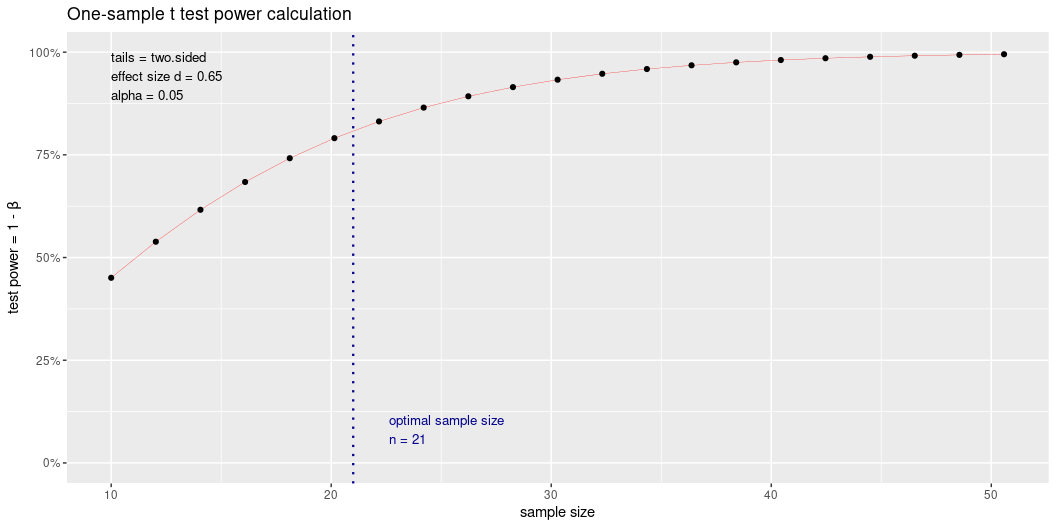 One-sample t test power calculation
tails = two.sided
effect size d = 0.65
alpha = 0.05
100%
75%
50%
25%
0%
test power = 1 - β
optimal sample size
n = 21
10
20
30
40
50
sample size